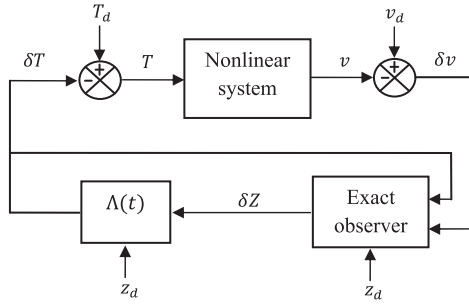 T_d
v_d
δT
+
-
T
Nonlinear
system
v
+
-
δv
Λ(t)
δZ
Exact
observer
z_d
z_d